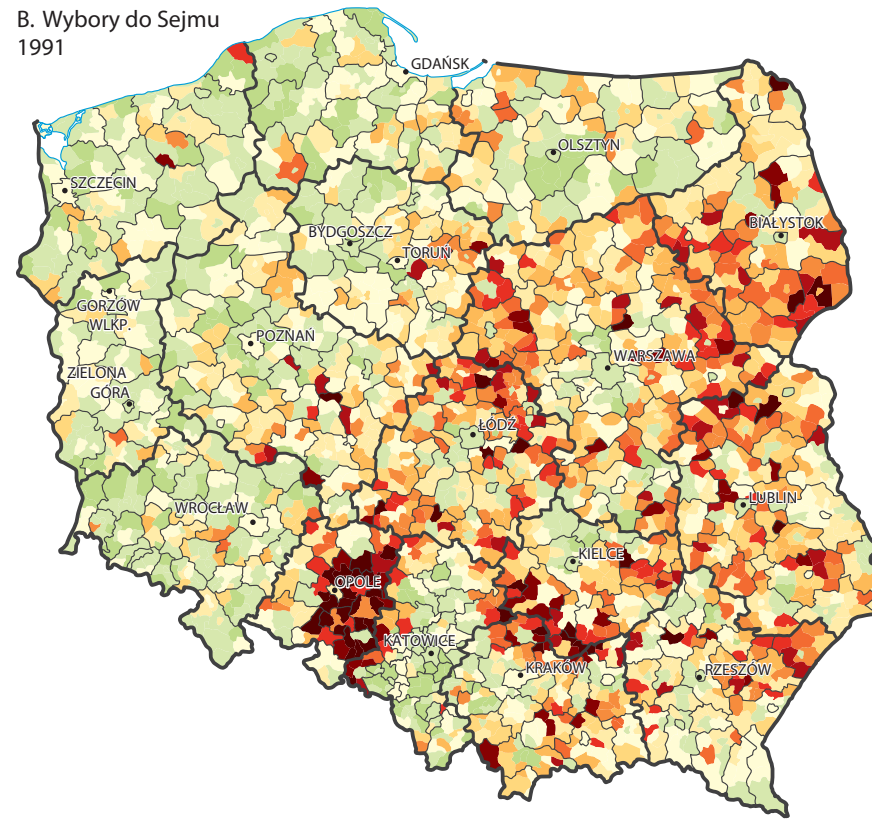 B. Wybory do Sejmu
1991
GDAŃSK
OLSZTYN
SZCZECIN
BIAŁYSTOK
BYDGOSZCZ
TORUŃ
GORZÓW
WLKP.
POZNAŃ
WARSZAWA
ZIELONA
GÓRA
ŁÓDŹ
LUBLIN
WROCŁAW
KIELCE
OPOLE
KATOWICE
KRAKÓW
RZESZÓW